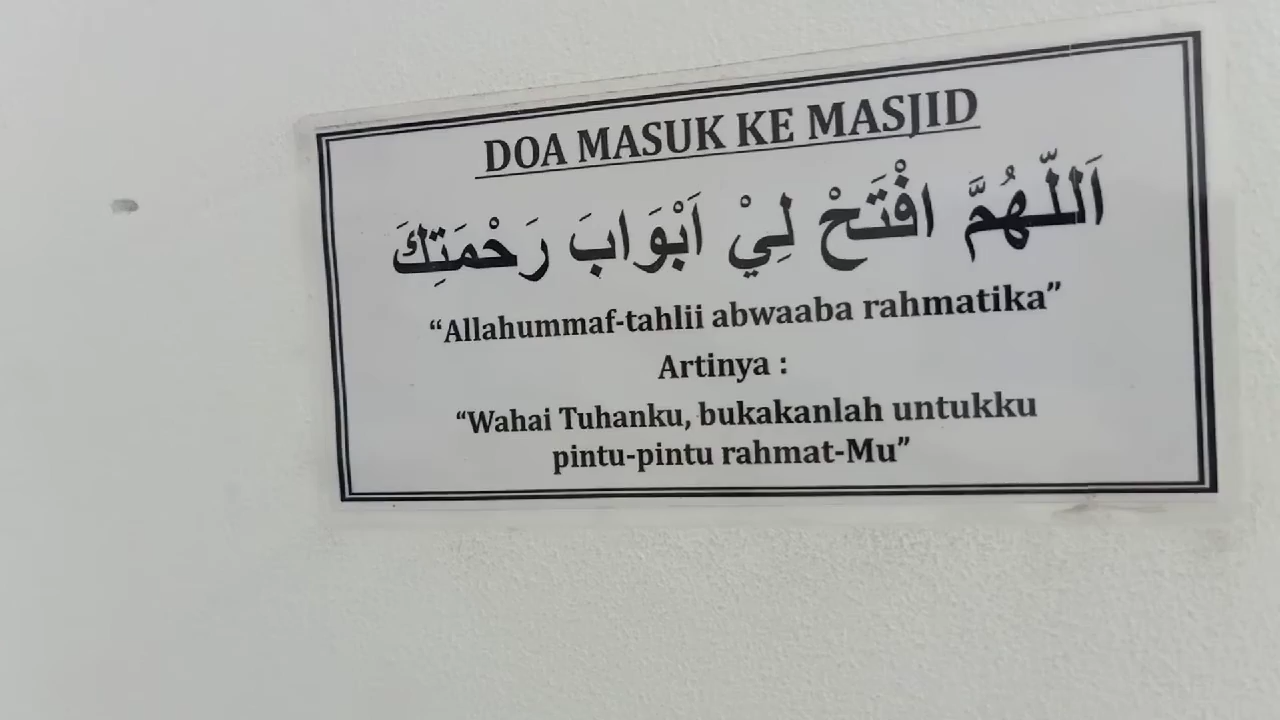 DOA MASUK KE MASJID
اَللّٰهُمَّ افْتَحْ لِيْ اَبْوَابَ رَحْمَتِكَ
“Allahummaf-tahlii abwaaba rahmatika”
Artinya :
“Wahai Tuhanku, bukakanlah untukku
pintu-pintu rahmat-Mu”